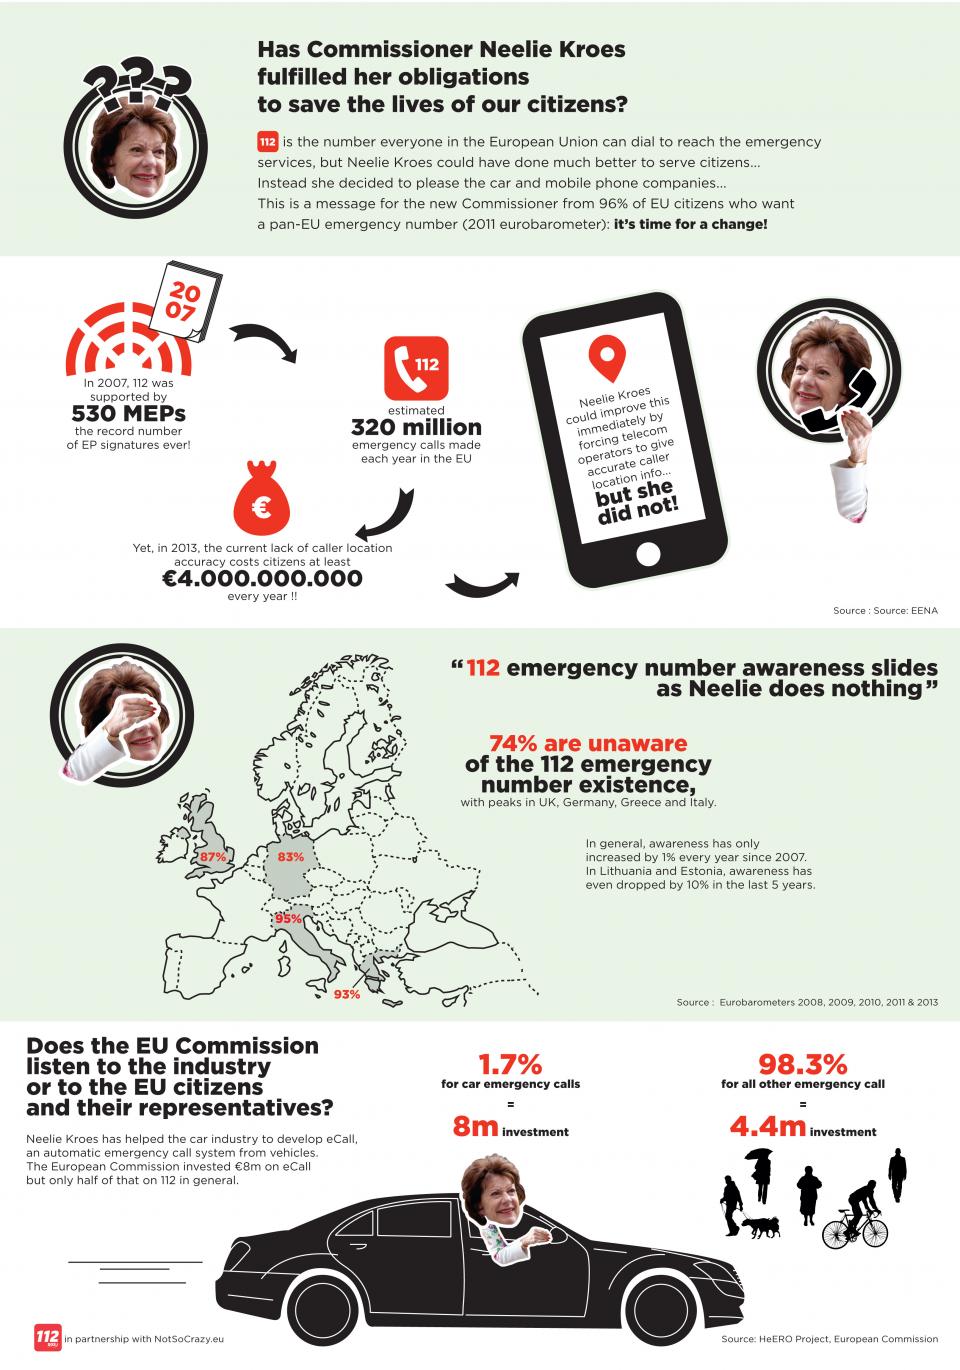 ???
Has Commissioner Neelie Kroes
fulfilled her obligations
to save the lives of our citizens?
112 is the number everyone in the European Union can dial to reach the emergency
services, but Neelie Kroes could have done much better to serve citizens...
Instead she decided to please the car and mobile phone companies...
This is a message for the new Commissioner from 96% of EU citizens who want
a pan-EU emergency number (2011 eurobarometer): it's time for a change!
20
07
In 2007, 112 was
supported by
530 MEPs
the record number
of EP signatures ever!
112
estimated
320 million
emergency calls made
each year in the EU
€
Yet, in 2013, the current lack of caller location
accuracy costs citizens at least
€4.000.000.000
every year !!
Neelie Kroes
could improve this
immediately by
forcing telecom
operators to give
accurate caller
location info...
but she
did not!
Source : Source: EENA
“112 emergency number awareness slides
as Neelie does nothing”
74% are unaware
of the 112 emergency
number existence,
with peaks in UK, Germany, Greece and Italy.
In general, awareness has only
increased by 1% every year since 2007.
In Lithuania and Estonia, awareness has
even dropped by 10% in the last 5 years.
87%
83%
95%
93%
Source : Eurobarometers 2008, 2009, 2010, 2011 & 2013
Does the EU Commission
listen to the industry
or to the EU citizens
and their representatives?
Neelie Kroes has helped the car industry to develop eCall,
an automatic emergency call system from vehicles.
The European Commission invested €8m on eCall
but only half of that on 112 in general.
1.7%
for car emergency calls
=
8m investment
98.3%
for all other emergency call
=
4.4m investment
112 in partnership with NotSoCrazy.eu
Source: HeERO Project, European Commission